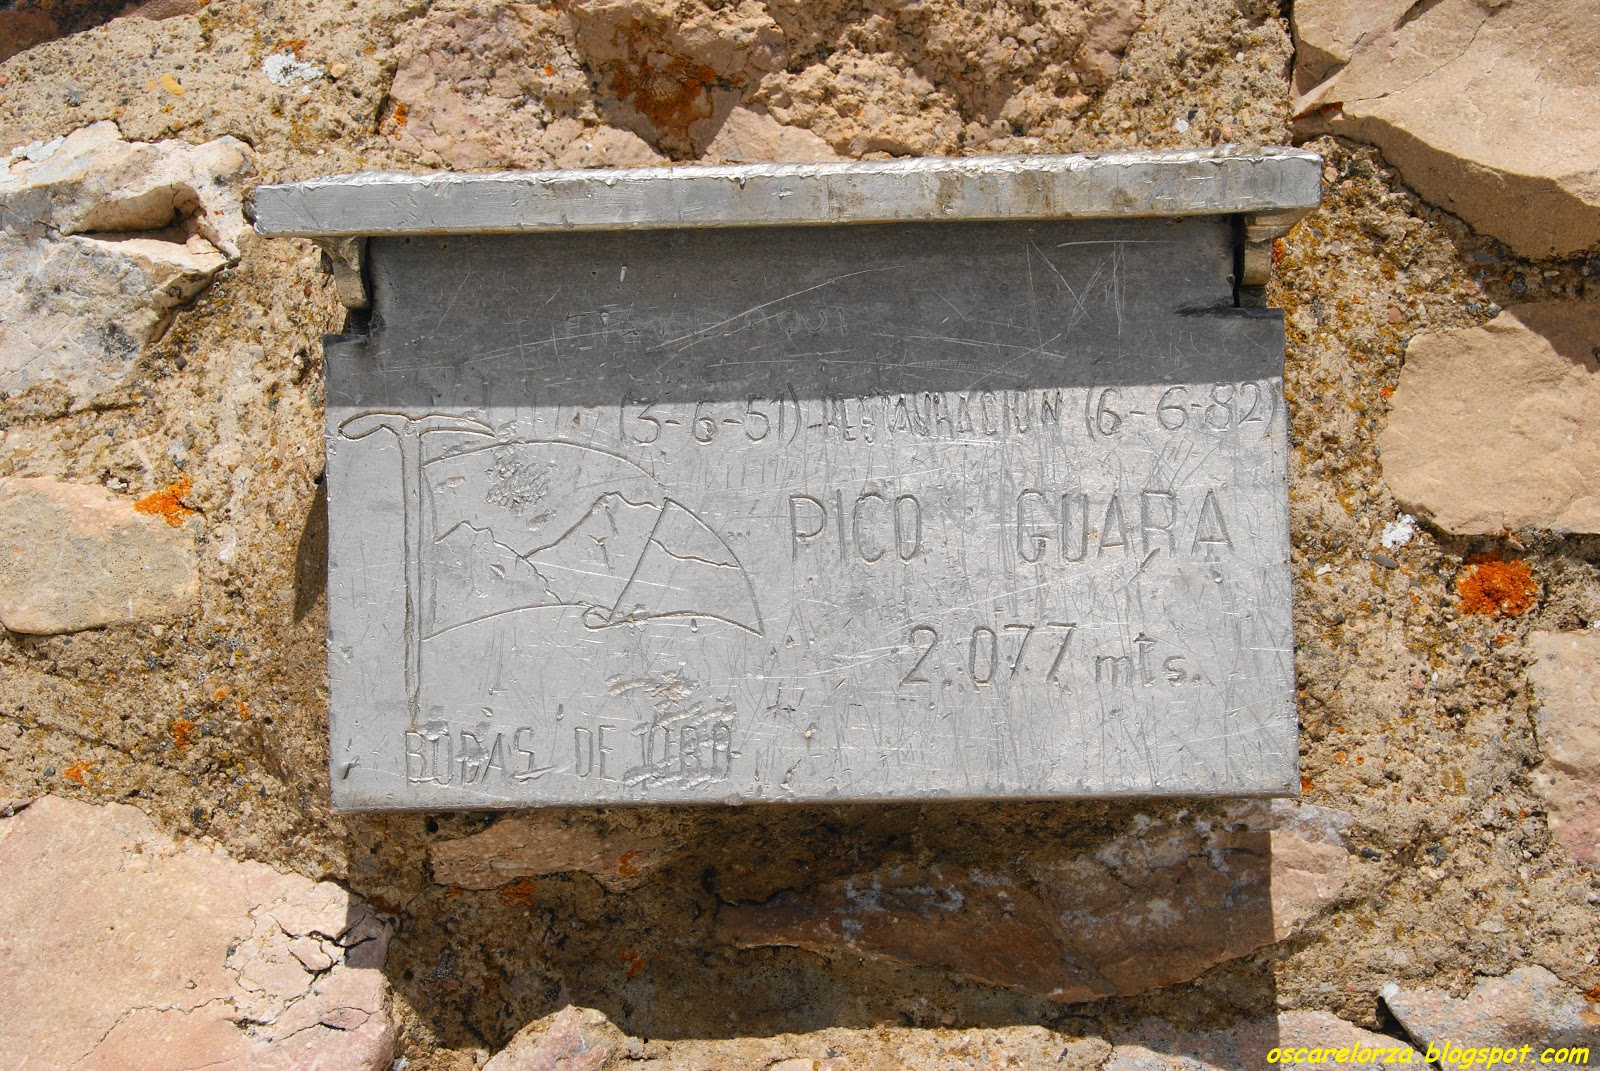 (3-6-51)-RESTAURACION (6-6-82)
PICO GUARA
2.077 mts.
BODAS DE ORO
oscarelorza.blogspot.com